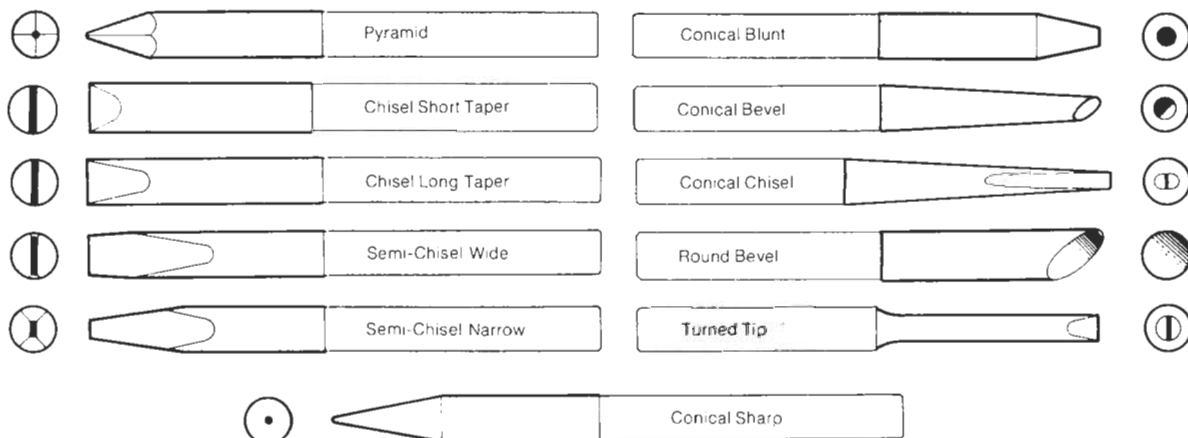 Pyramid
Chisel Short Taper
Chisel Long Taper
Semi-Chisel Wide
Semi-Chisel Narrow
Conical Blunt
Conical Bevel
Conical Chisel
Round Bevel
Turned Tip
Conical Sharp